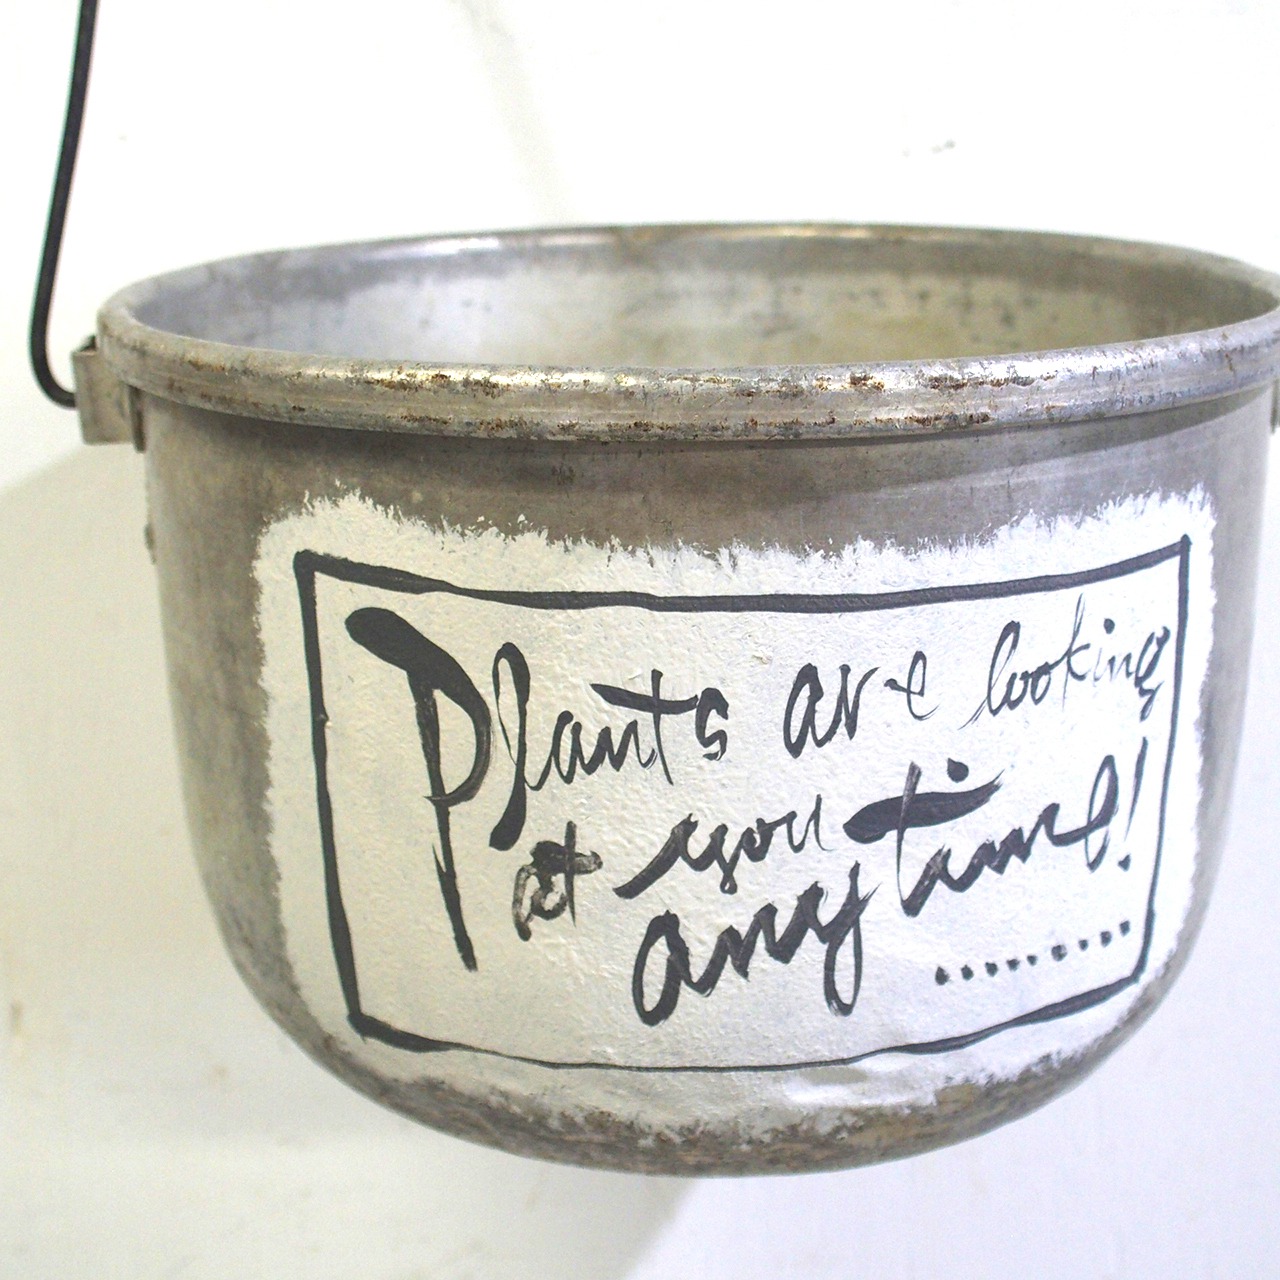 Plants are looking
at you anytime!
.........